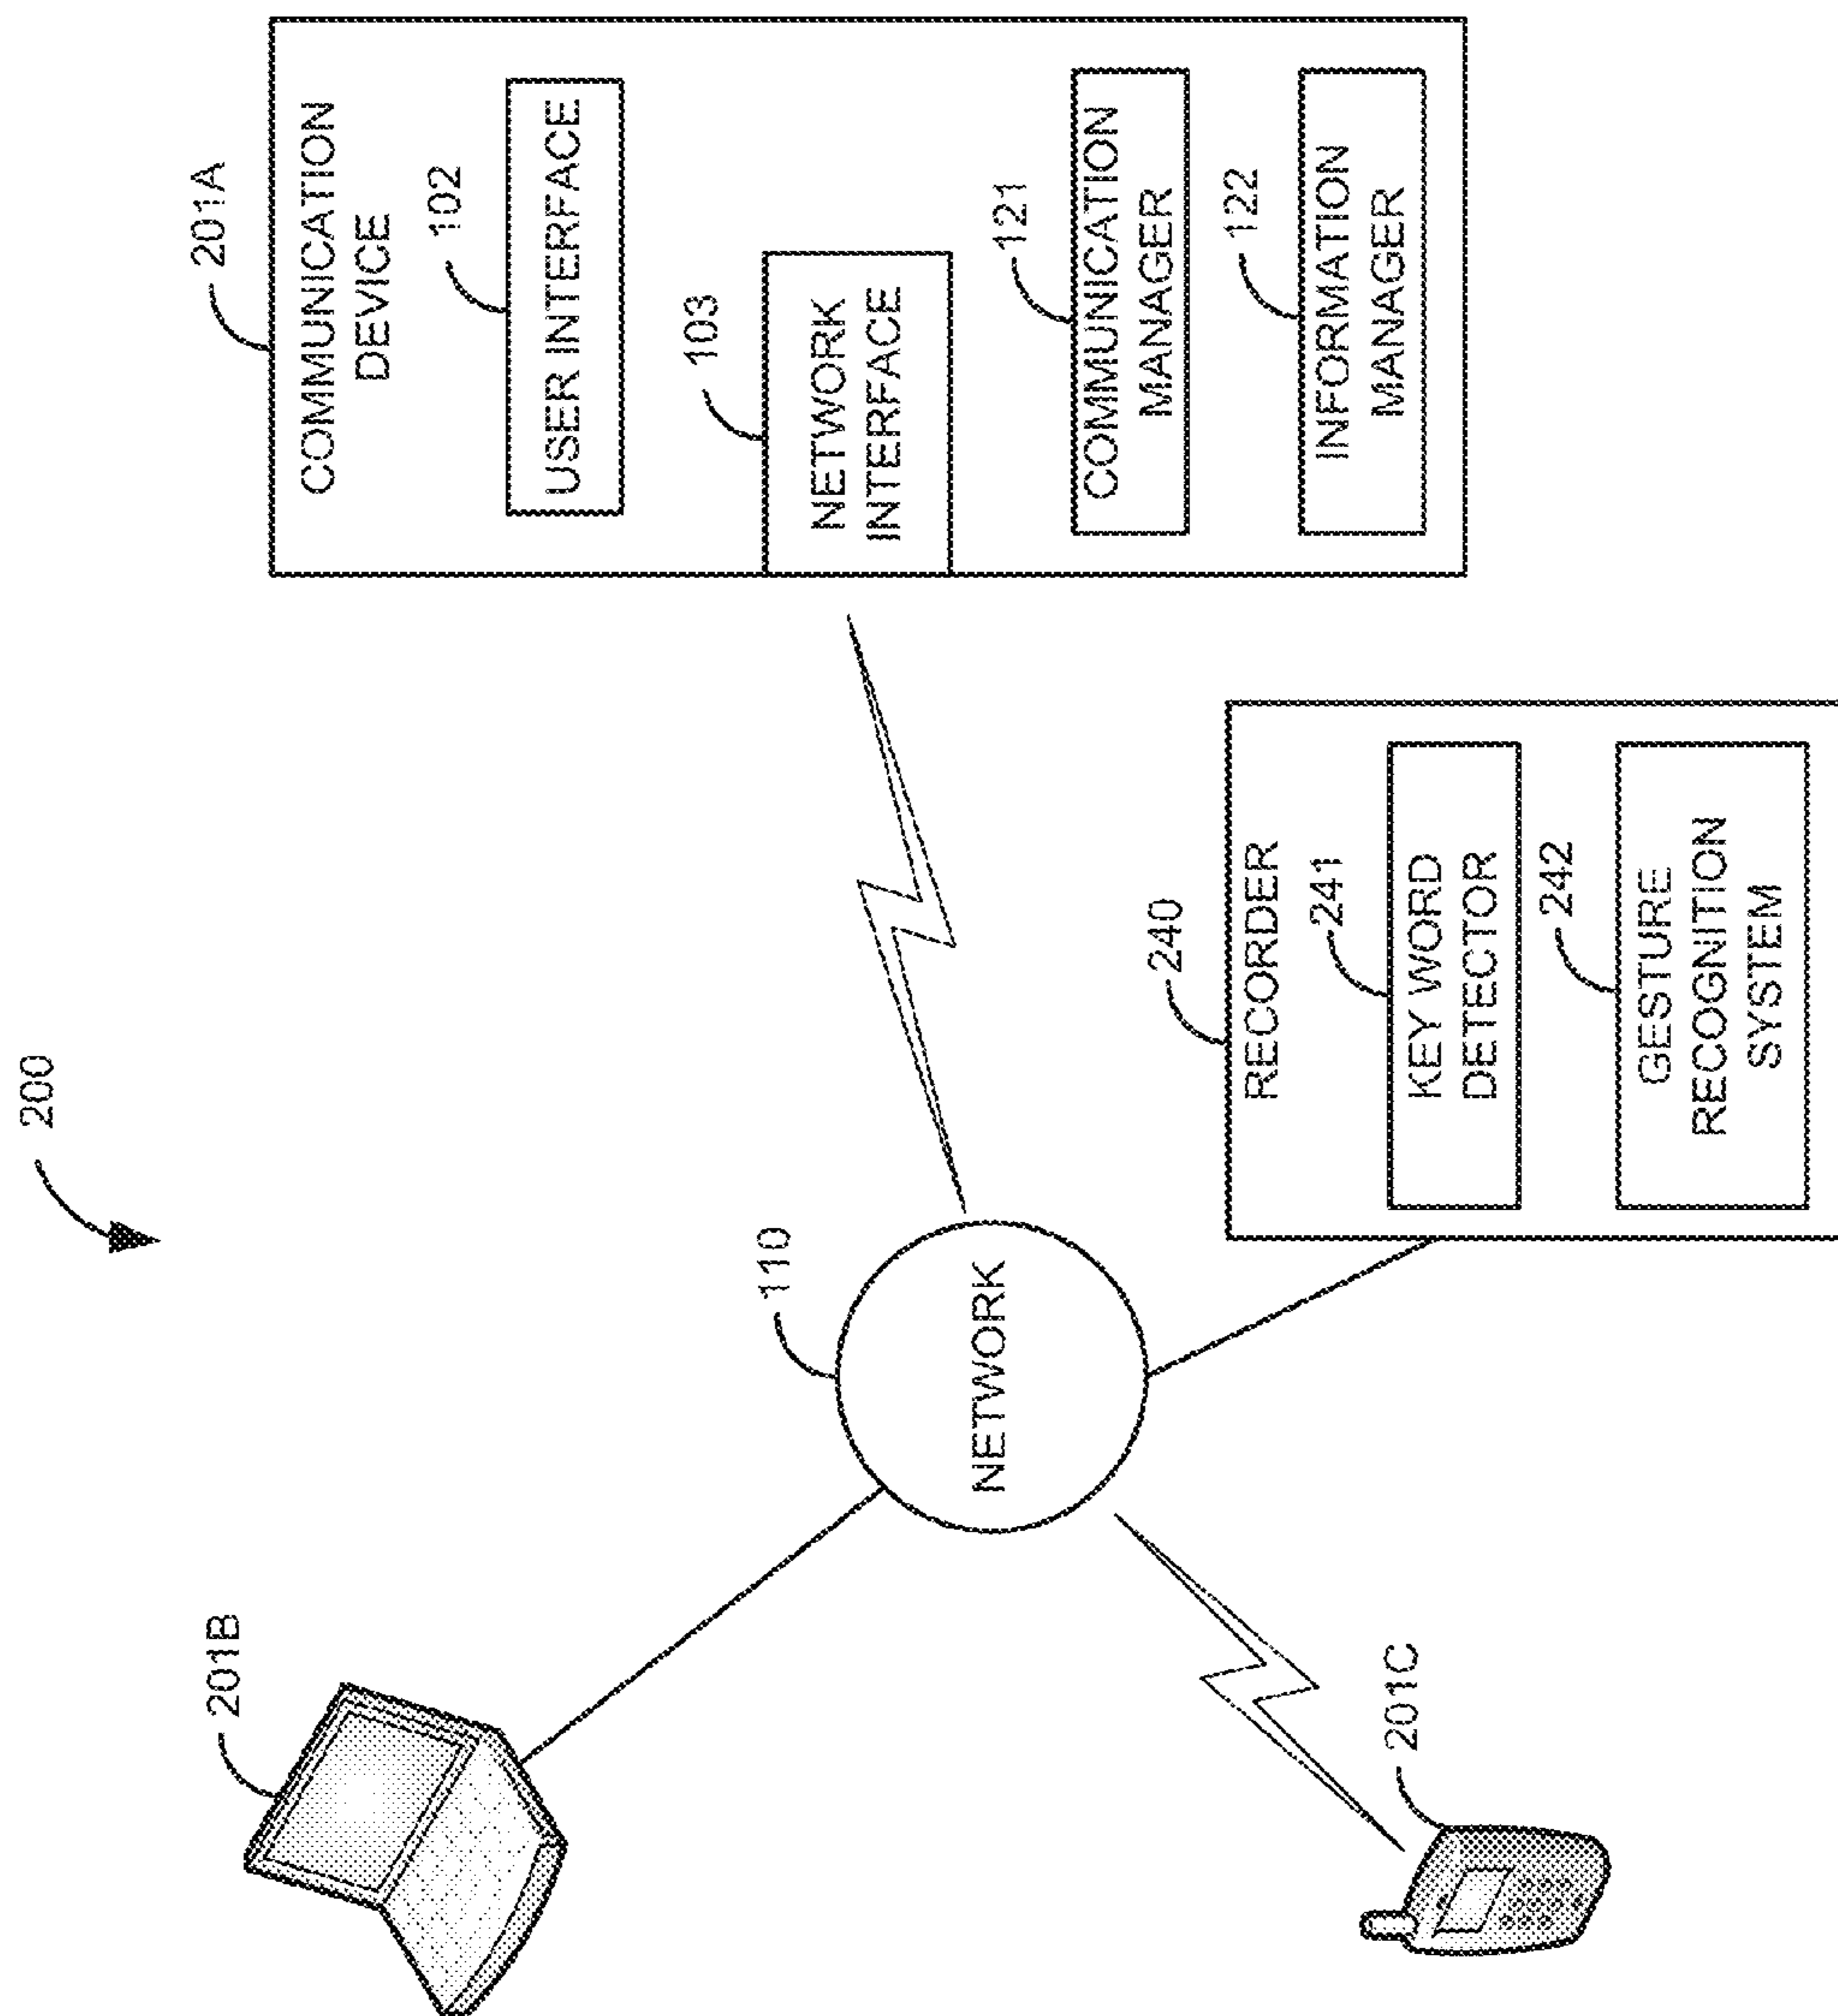 200
201B
201C
110
NETWORK
201A
COMMUNICATION
DEVICE
102
USER INTERFACE
103
NETWORK
INTERFACE
121
COMMUNICATION
MANAGER
122
INFORMATION
MANAGER
240
RECORDER
241
KEY WORD
DETECTOR
242
GESTURE
RECOGNITION
SYSTEM